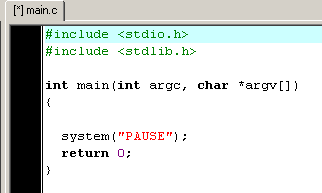 [*] main.c
#include <stdio.h>
#include <stdlib.h>
int main(int argc, char *argv[])
{
system("PAUSE");
return 0;
}